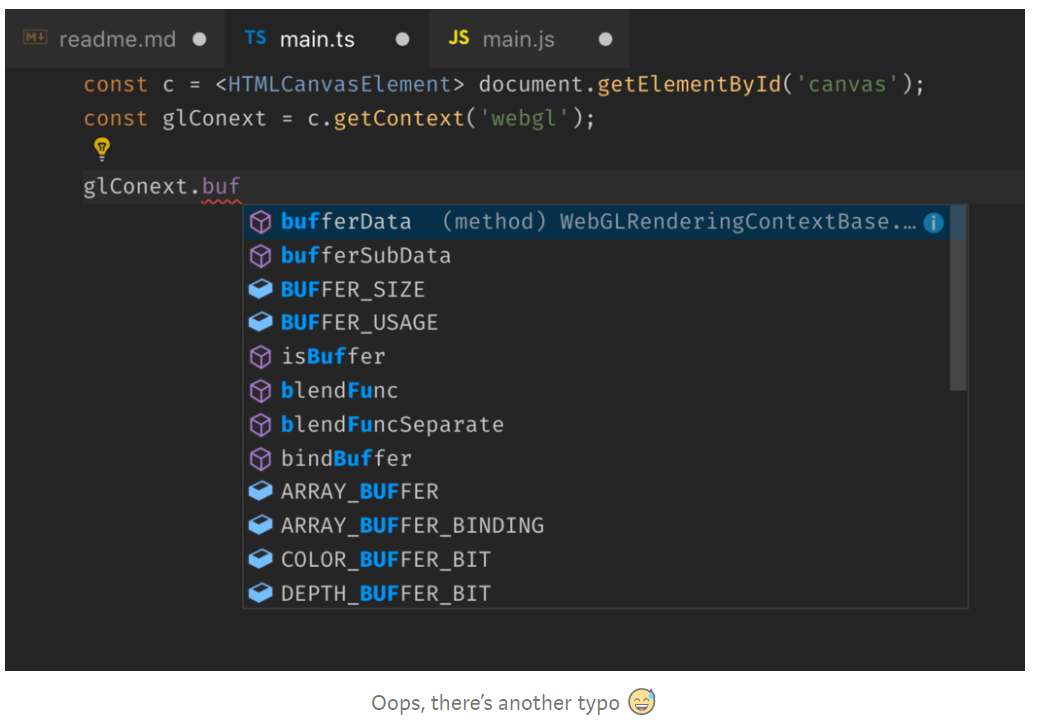 M↓ readme.md ● TS main.ts ● JS main.js ●
const c = <HTMLCanvasElement> document.getElementById('canvas');
const glConext = c.getContext('webgl');
glConext.buf
bufferData (method) WebGLRenderingContextBase.…
bufferSubData
BUFFER_SIZE
BUFFER_USAGE
isBuffer
blendFunc
blendFuncSeparate
bindBuffer
ARRAY_BUFFER
ARRAY_BUFFER_BINDING
COLOR_BUFFER_BIT
DEPTH_BUFFER_BIT
Oops, there’s another typo 😅